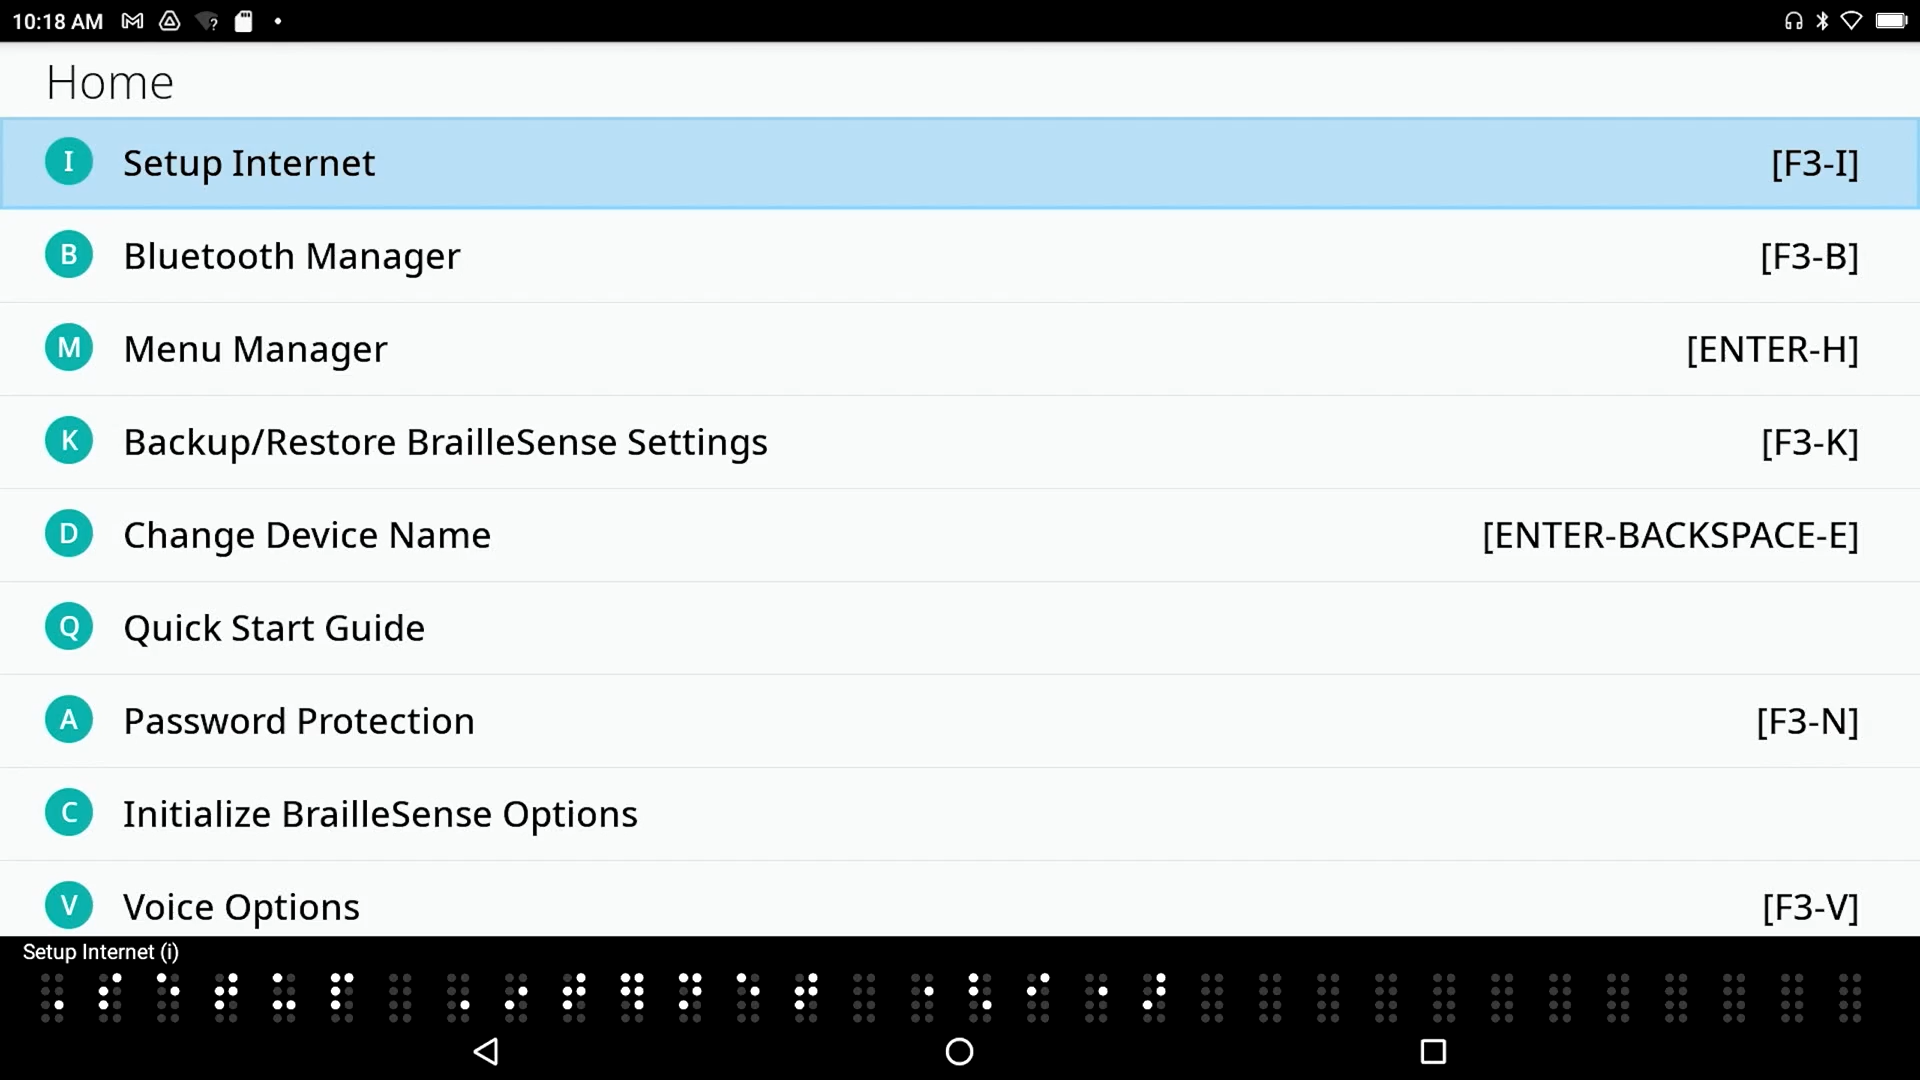 10:18 AM
Home
I Setup Internet [F3-I]
B Bluetooth Manager [F3-B]
M Menu Manager [ENTER-H]
K Backup/Restore BrailleSense Settings [F3-K]
D Change Device Name [ENTER-BACKSPACE-E]
Q Quick Start Guide
A Password Protection [F3-N]
C Initialize BrailleSense Options
V Voice Options [F3-V]
Setup Internet (i)